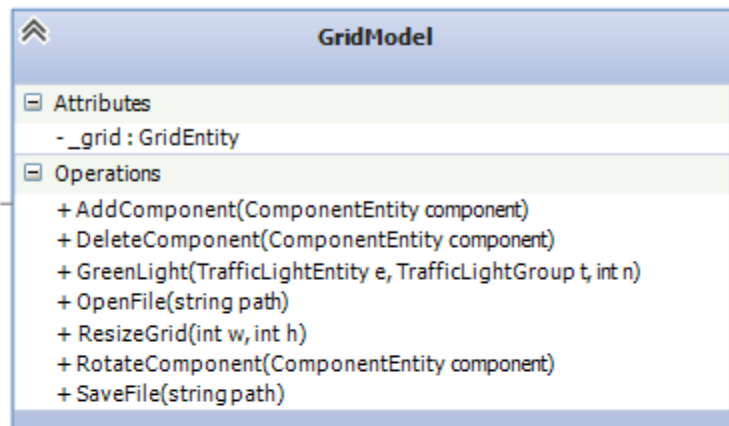 GridModel
Attributes
- _grid : GridEntity
Operations
+ AddComponent(ComponentEntity component)
+ DeleteComponent(ComponentEntity component)
+ GreenLight(TrafficLightEntity e, TrafficLightGroup t, int n)
+ OpenFile(string path)
+ ResizeGrid(int w, int h)
+ RotateComponent(ComponentEntity component)
+ SaveFile(string path)